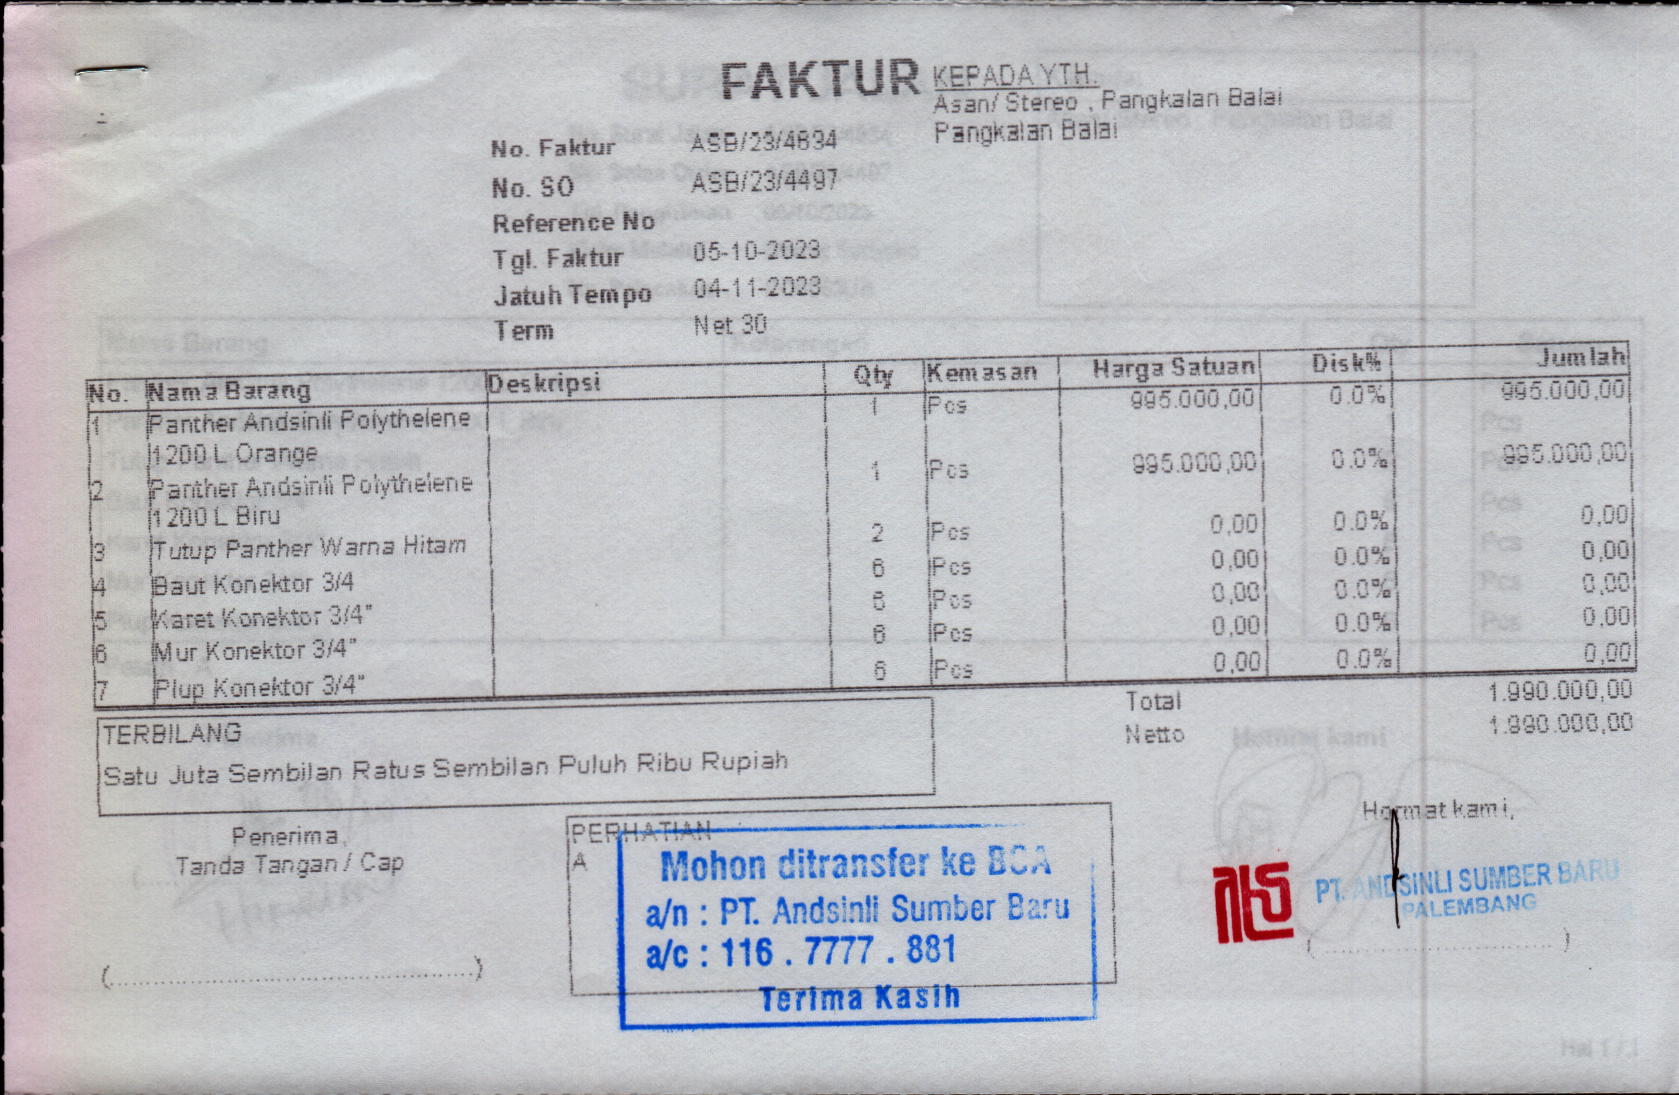 FAKTUR
KEPADA YTH.
Asan/ Stereo , Pangkalan Balai
Pangkalan Balai
No. Faktur ASB/23/4634
No. SO ASB/23/4497
Reference No
Tgl. Faktur 05-10-2023
Jatuh Tempo 04-11-2023
Term Net 30
No. Nama Barang Deskripsi Qty Kemasan Harga Satuan Disk% Jumlah
1 Panther Andsinli Polythelene 1 Pcs 995.000,00 0.0% 995.000,00
1200 L Orange
2 Panther Andsinli Polythelene 1 Pcs 995.000,00 0.0% 995.000,00
1200 L Biru
3 Tutup Panther Warna Hitam 2 Pcs 0,00 0.0% 0,00
4 Baut Konektor 3/4 6 Pcs 0,00 0.0% 0,00
5 Karet Konektor 3/4" 6 Pcs 0,00 0.0% 0,00
6 Mur Konektor 3/4" 6 Pcs 0,00 0.0% 0,00
7 Plup Konektor 3/4" 6 Pcs 0,00 0.0% 0,00
Total 1.990.000,00
Netto 1.990.000,00
TERBILANG
Satu Juta Sembilan Ratus Sembilan Puluh Ribu Rupiah
Penerima,
Tanda Tangan / Cap
(..............................)
PERHATIAN
A
Mohon ditransfer ke BCA
a/n : PT. Andsinli Sumber Baru
a/c : 116 . 7777 . 881
Terima Kasih
Hormat kami,
PT. ANDSINLI SUMBER BARU
PALEMBANG
(..............................)